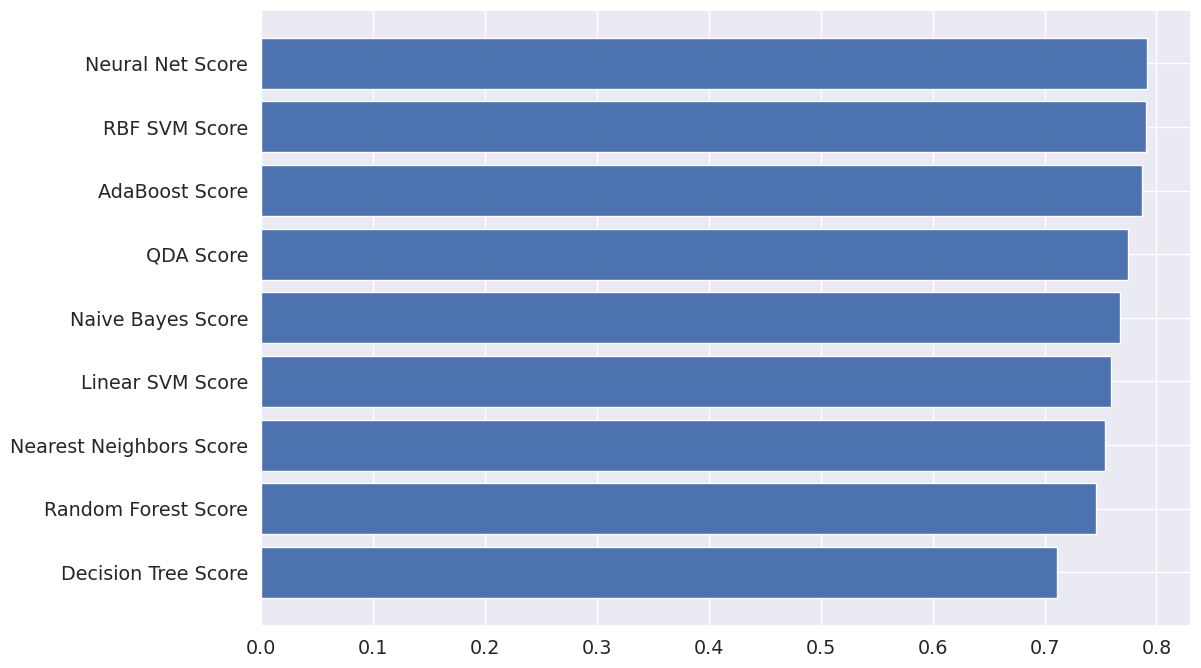 Neural Net Score
RBF SVM Score
AdaBoost Score
QDA Score
Naive Bayes Score
Linear SVM Score
Nearest Neighbors Score
Random Forest Score
Decision Tree Score
0.0 0.1 0.2 0.3 0.4 0.5 0.6 0.7 0.8